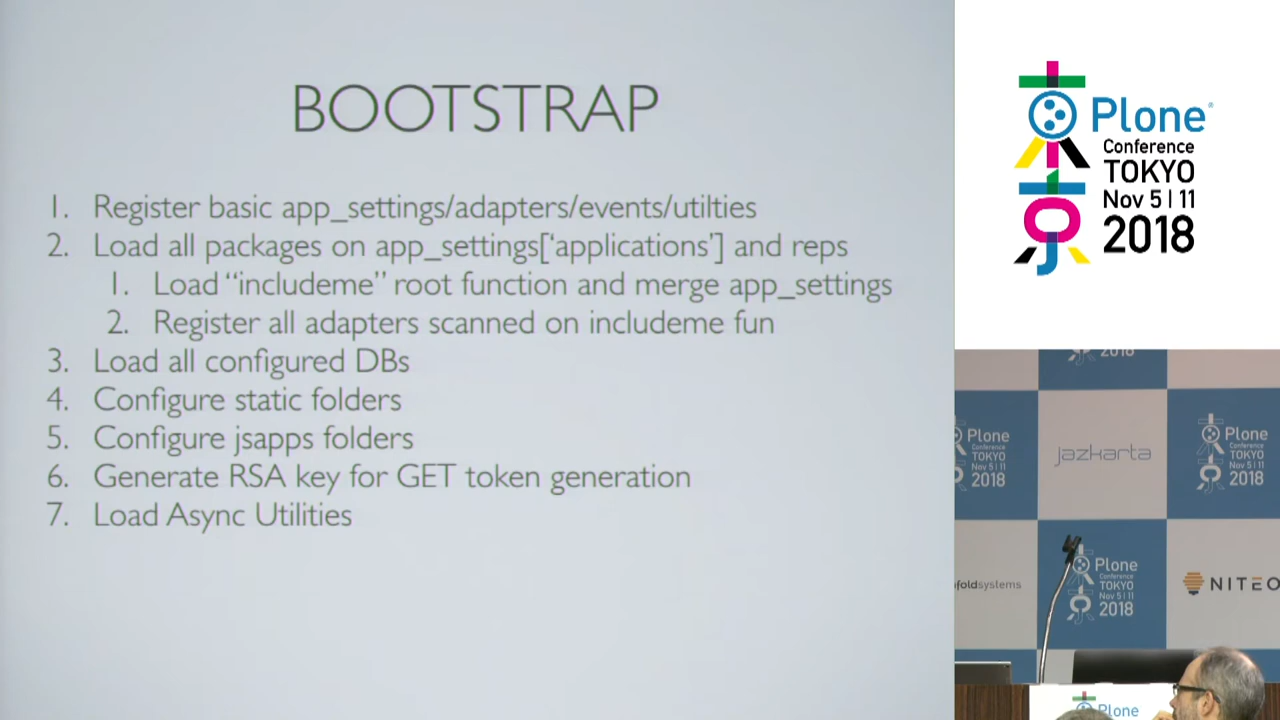 BOOTSTRAP
1. Register basic app_settings/adapters/events/utilties
2. Load all packages on app_settings[‘applications’] and reps
1. Load “includeme” root function and merge app_settings
2. Register all adapters scanned on includeme fun
3. Load all configured DBs
4. Configure static folders
5. Configure jsapps folders
6. Generate RSA key for GET token generation
7. Load Async Utilities
Plone®
Conference
TOKYO
Nov 5 | 11
2018
2018
Plone
Conference
TOKYO
Nov 5 | 11
2018
jazkarta
Plone
Conference
TOKYO
Nov 5 | 11
2018
foldsystems
Plone
Conference
TOKYO
Nov 5 | 11
2018
NITEO
Plone